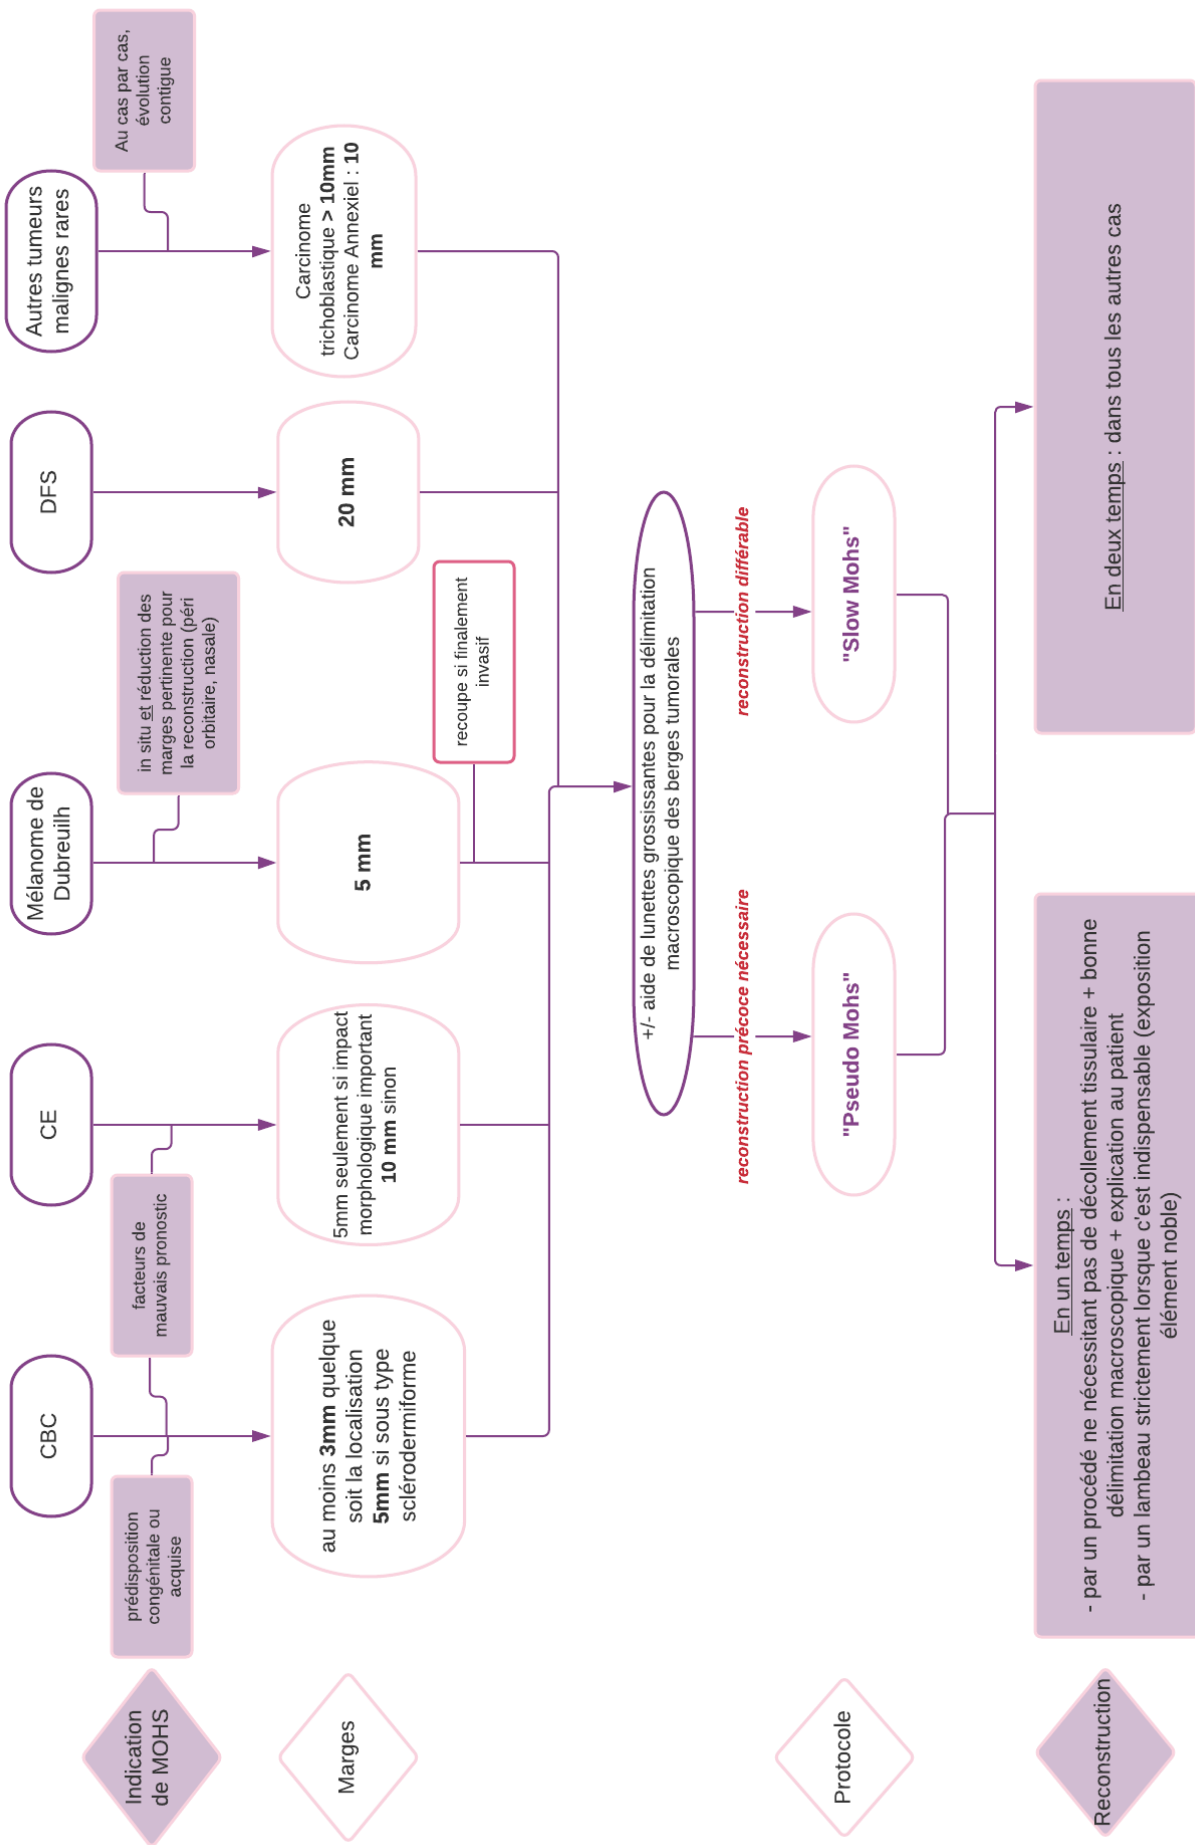 CBC
CE
Mélanome de
Dubreuilh
DFS
Autres tumeurs
malignes rares
Indication
de MOHS
prédisposition
congénitale ou
acquise
facteurs de
mauvais pronostic
in situ et réduction des
marges pertinente pour
la reconstruction (péri
orbitaire, nasale)
Au cas par cas,
évolution
contigue
Marges
au moins 3mm quelque
soit la localisation
5mm si sous type
sclérodermiforme
5mm seulement si impact
morphologique important
10 mm sinon
5 mm
20 mm
Carcinome
trichoblastique > 10mm
Carcinome Annexiel : 10
mm
recoupe si finalement
invasif
+/- aide de lunettes grossissantes pour la délimitation
macroscopique des berges tumorales
reconstruction précoce nécessaire
reconstruction différable
Protocole
"Pseudo Mohs"
"Slow Mohs"
Reconstruction
En un temps :
- par un procédé ne nécessitant pas de décollement tissulaire + bonne
délimitation macroscopique + explication au patient
- par un lambeau strictement lorsque c'est indispensable (exposition
élément noble)
En deux temps : dans tous les autres cas